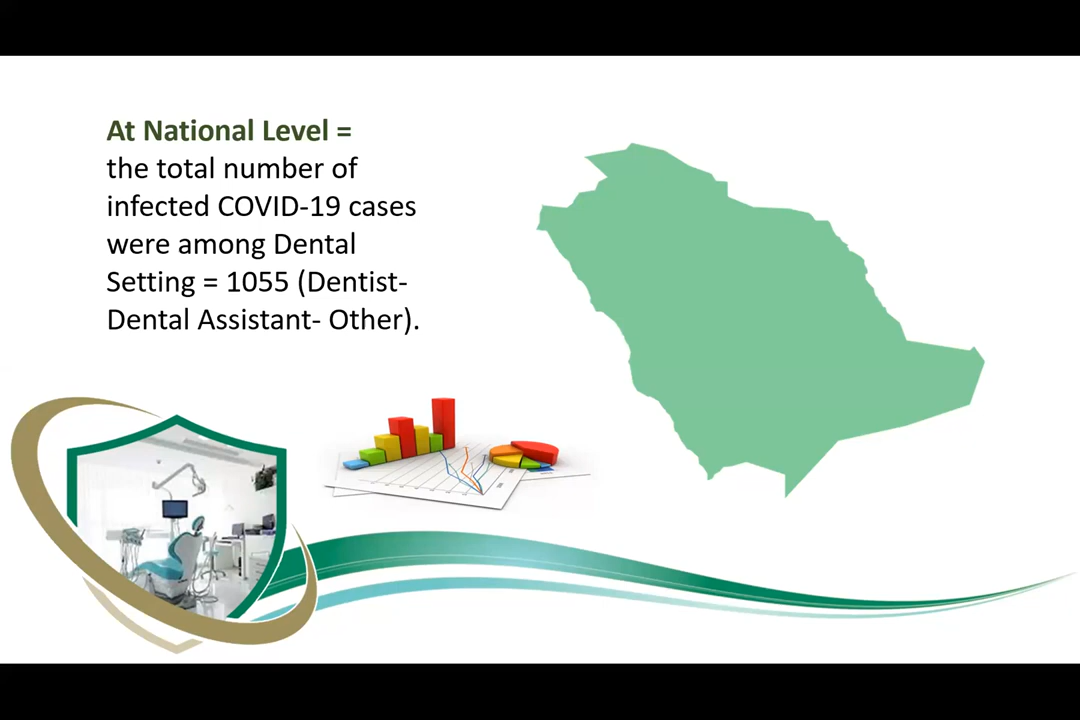 At National Level =
the total number of
infected COVID-19 cases
were among Dental
Setting = 1055 (Dentist-
Dental Assistant- Other).